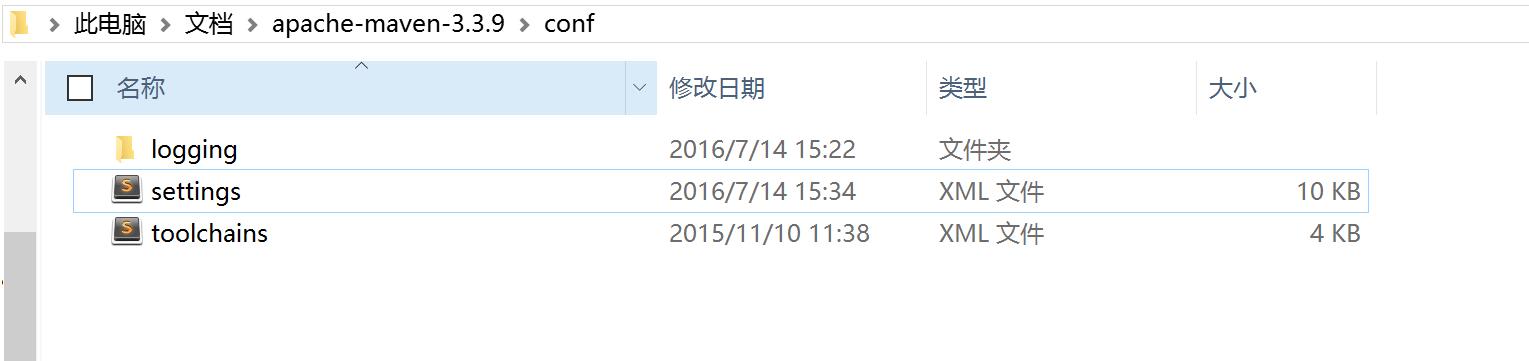 此电脑 文档 apache-maven-3.3.9 conf
名称 修改日期 类型 大小
logging 2016/7/14 15:22 文件夹
settings 2016/7/14 15:34 XML 文件 10 KB
toolchains 2015/11/10 11:38 XML 文件 4 KB